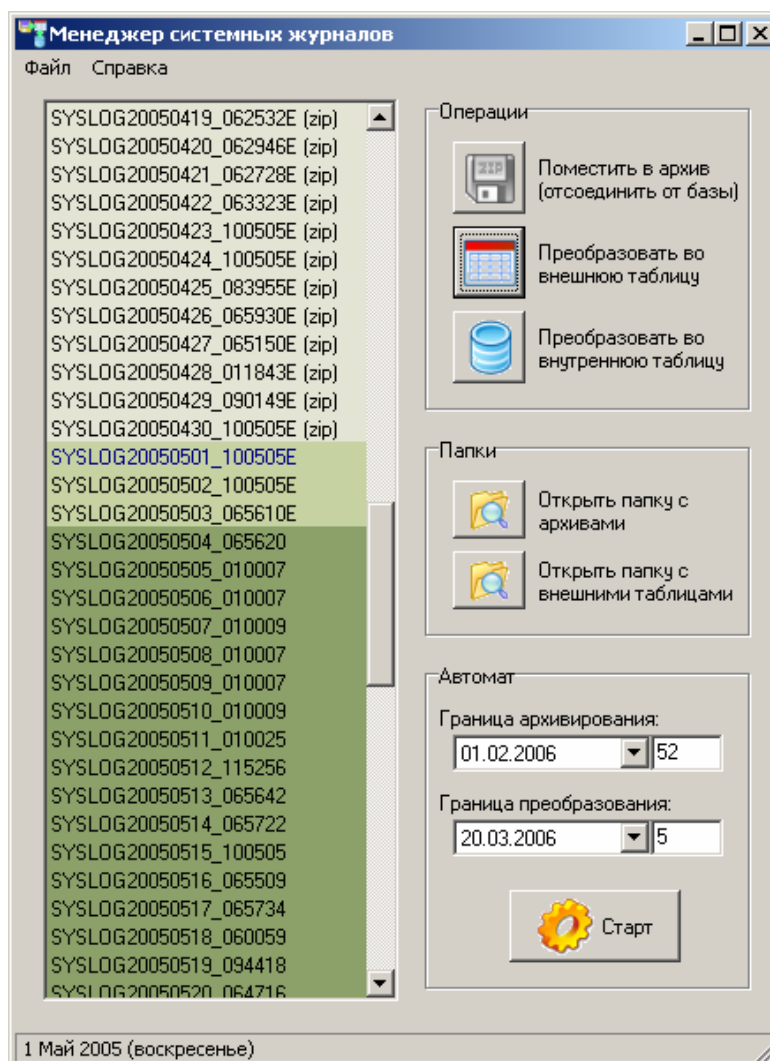 Менеджер системных журналов
Файл Справка
SYSLOG20050419_062532E (zip)
SYSLOG20050420_062946E (zip)
SYSLOG20050421_062728E (zip)
SYSLOG20050422_063323E (zip)
SYSLOG20050423_100505E (zip)
SYSLOG20050424_100505E (zip)
SYSLOG20050425_083955E (zip)
SYSLOG20050426_065930E (zip)
SYSLOG20050427_065150E (zip)
SYSLOG20050428_011843E (zip)
SYSLOG20050429_090149E (zip)
SYSLOG20050430_100505E (zip)
SYSLOG20050501_100505E
SYSLOG20050502_100505E
SYSLOG20050503_065610E
SYSLOG20050504_065620
SYSLOG20050505_010007
SYSLOG20050506_010007
SYSLOG20050507_010009
SYSLOG20050508_010007
SYSLOG20050509_010007
SYSLOG20050510_010009
SYSLOG20050511_010025
SYSLOG20050512_115256
SYSLOG20050513_065642
SYSLOG20050514_065722
SYSLOG20050515_100505
SYSLOG20050516_065509
SYSLOG20050517_065734
SYSLOG20050518_060059
SYSLOG20050519_094418
SYSLOG20050520_064716
Операции
ZIP
Поместить в архив
(отсоединить от базы)
Преобразовать во
внешнюю таблицу
Преобразовать во
внутреннюю таблицу
Папки
Открыть папку с
архивами
Открыть папку с
внешними таблицами
Автомат
Граница архивирования:
01.02.2006 52
Граница преобразования:
20.03.2006 5
Старт
1 Май 2005 (воскресенье)